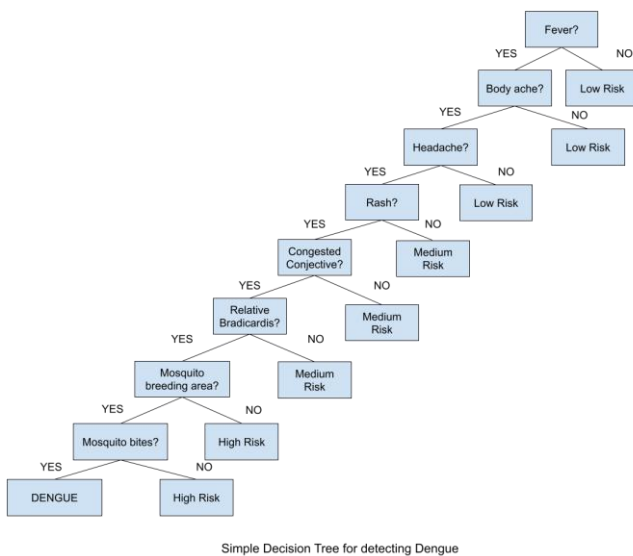 Fever?
YES
NO
Body ache?
Low Risk
YES
NO
Headache?
Low Risk
YES
NO
Rash?
Low Risk
YES
NO
Congested
Conjective?
Medium
Risk
YES
NO
Relative
Bradicardis?
Medium
Risk
YES
NO
Mosquito
breeding area?
Medium
Risk
YES
NO
Mosquito bites?
High Risk
YES
NO
DENGUE
High Risk
Simple Decision Tree for detecting Dengue